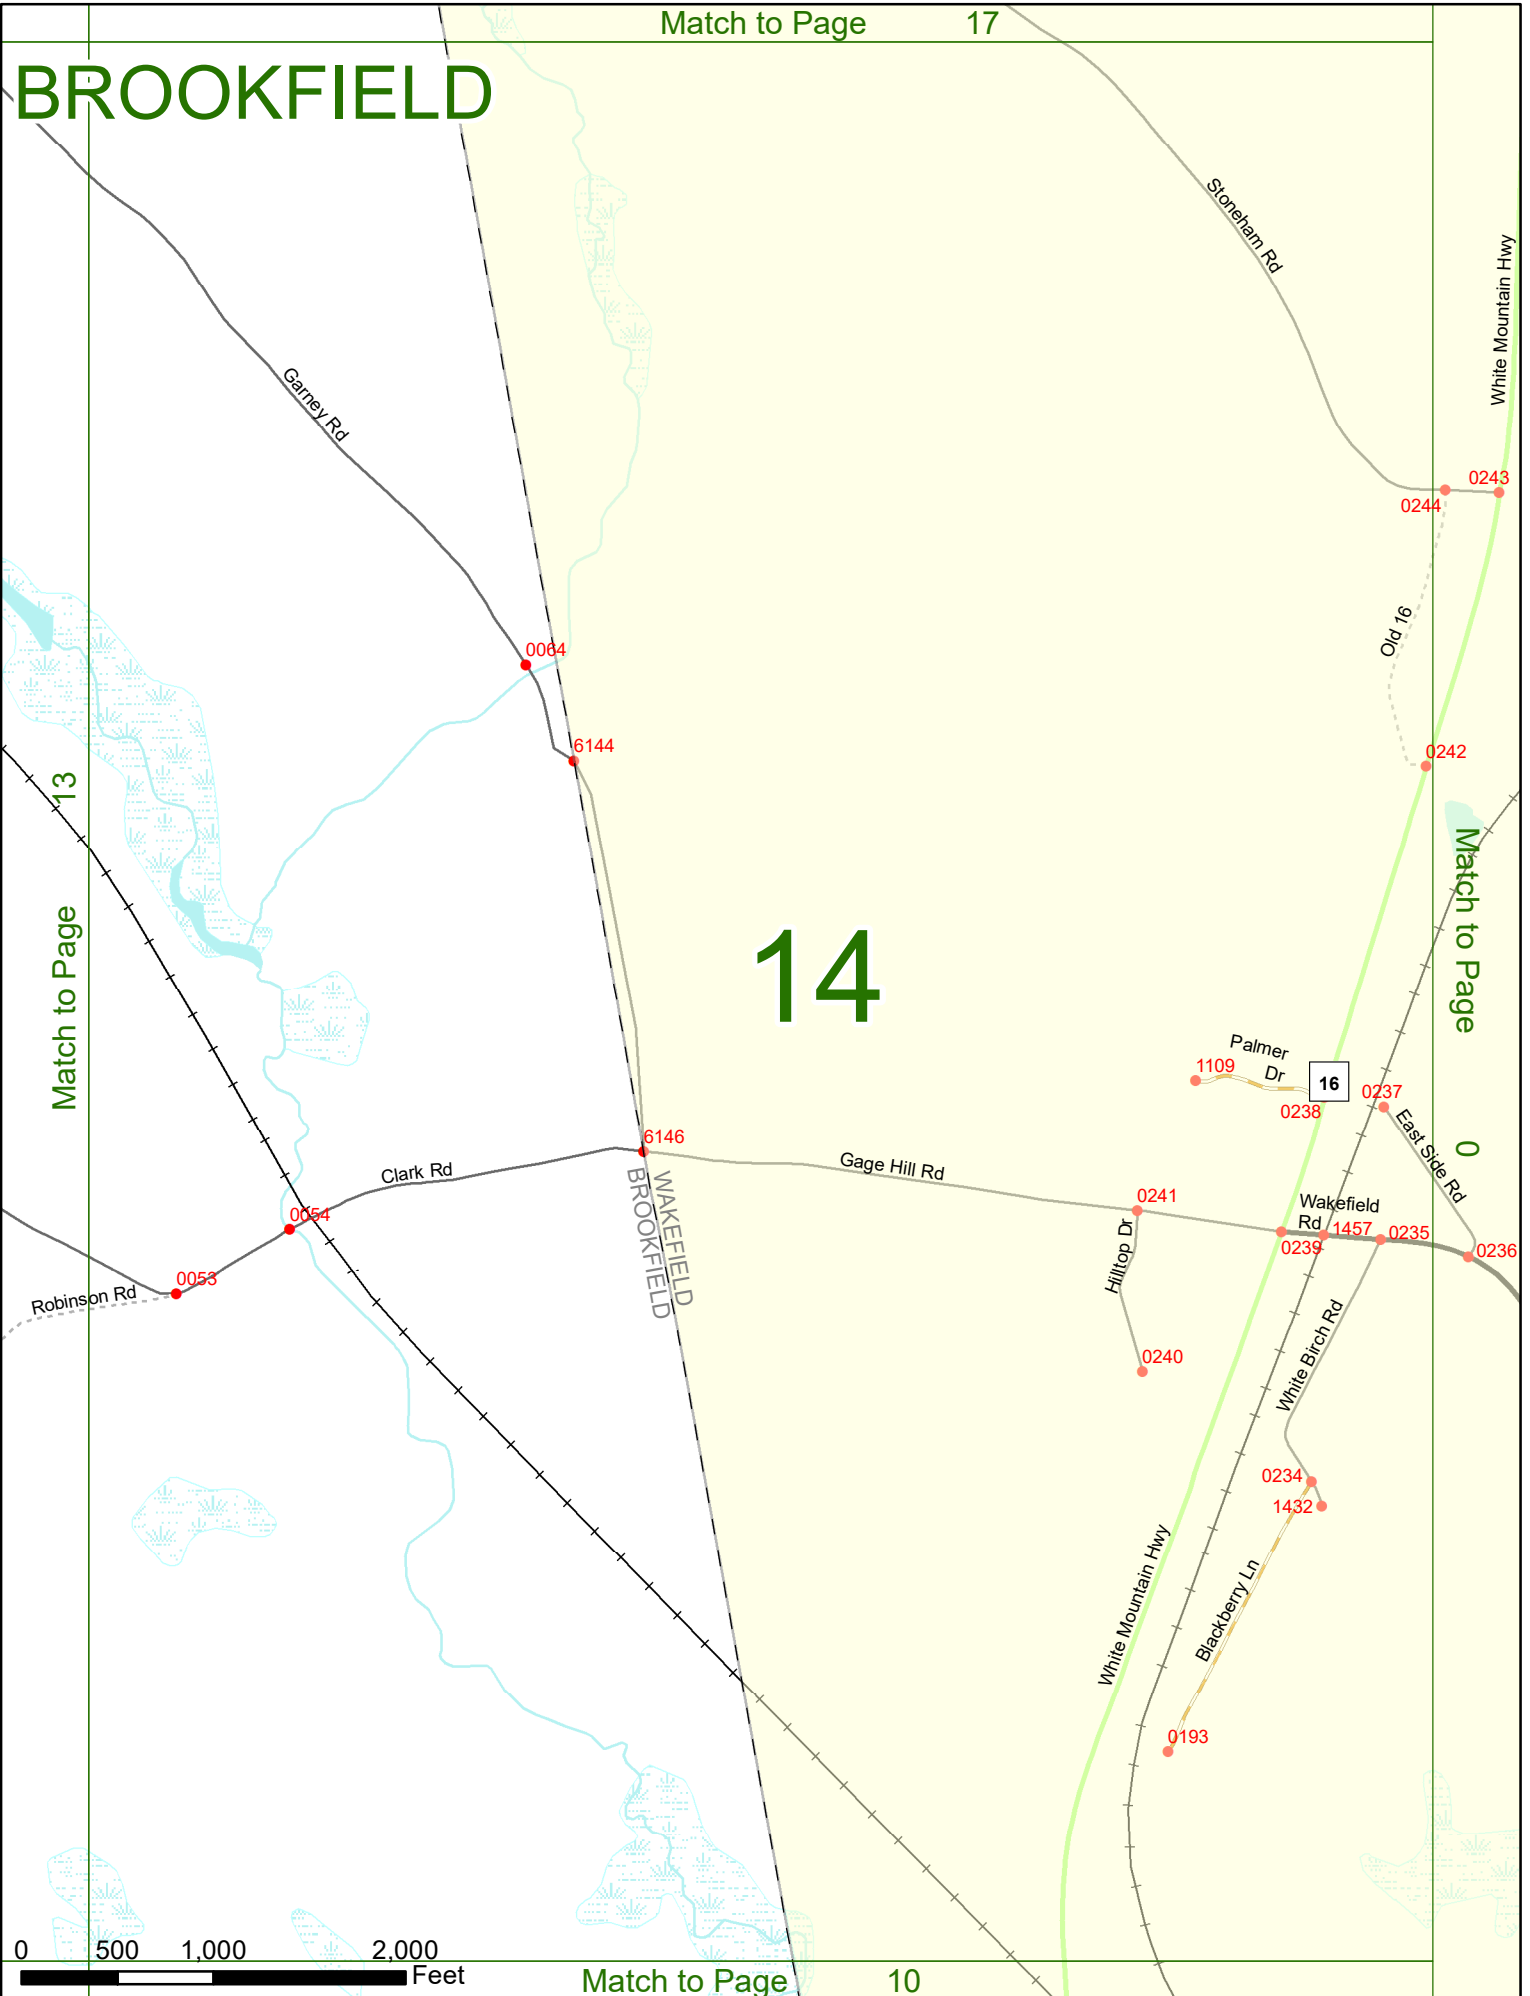 Match to Page 17
BROOKFIELD
Stoneham Rd
White Mountain Hwy
Garney Rd
0243
0244
Old 16
0064
6144
0242
Match to Page 13
Match to Page 0
14
Palmer
Dr
1109
16
0238
0237
East Side Rd
6146
Clark Rd
Gage Hill Rd
WAKEFIELD
BROOKFIELD
0241
Wakefield
Rd
1457
0235
0239
0236
Hilltop Dr
0054
0053
Robinson Rd
White Birch Rd
0240
0234
1432
White Mountain Hwy
Blackberry Ln
0193
0 500 1,000 2,000
Feet
Match to Page 10